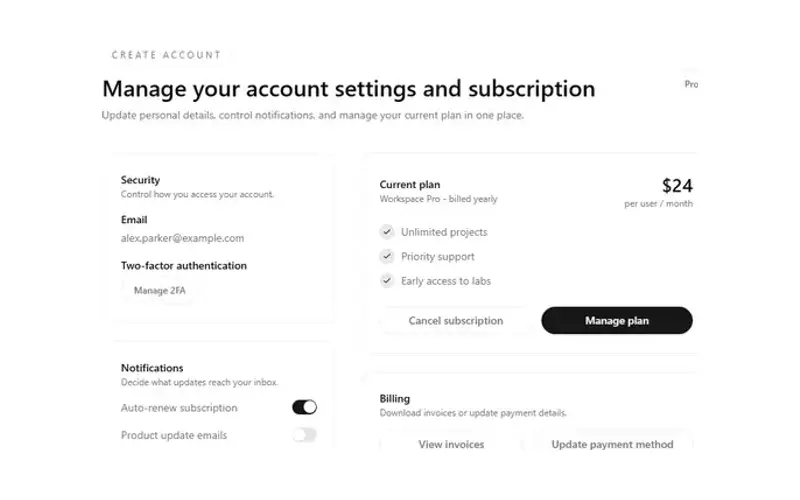 CREATE ACCOUNT
Manage your account settings and subscription
Pro
Update personal details, control notifications, and manage your current plan in one place.
Security
Control how you access your account.
Email
alex.parker@example.com
Two-factor authentication
Manage 2FA
Notifications
Decide what updates reach your inbox.
Auto-renew subscription
Product update emails
Current plan
Workspace Pro - billed yearly
$24
per user / month
Unlimited projects
Priority support
Early access to labs
Cancel subscription
Manage plan
Billing
Download invoices or update payment details.
View invoices
Update payment method